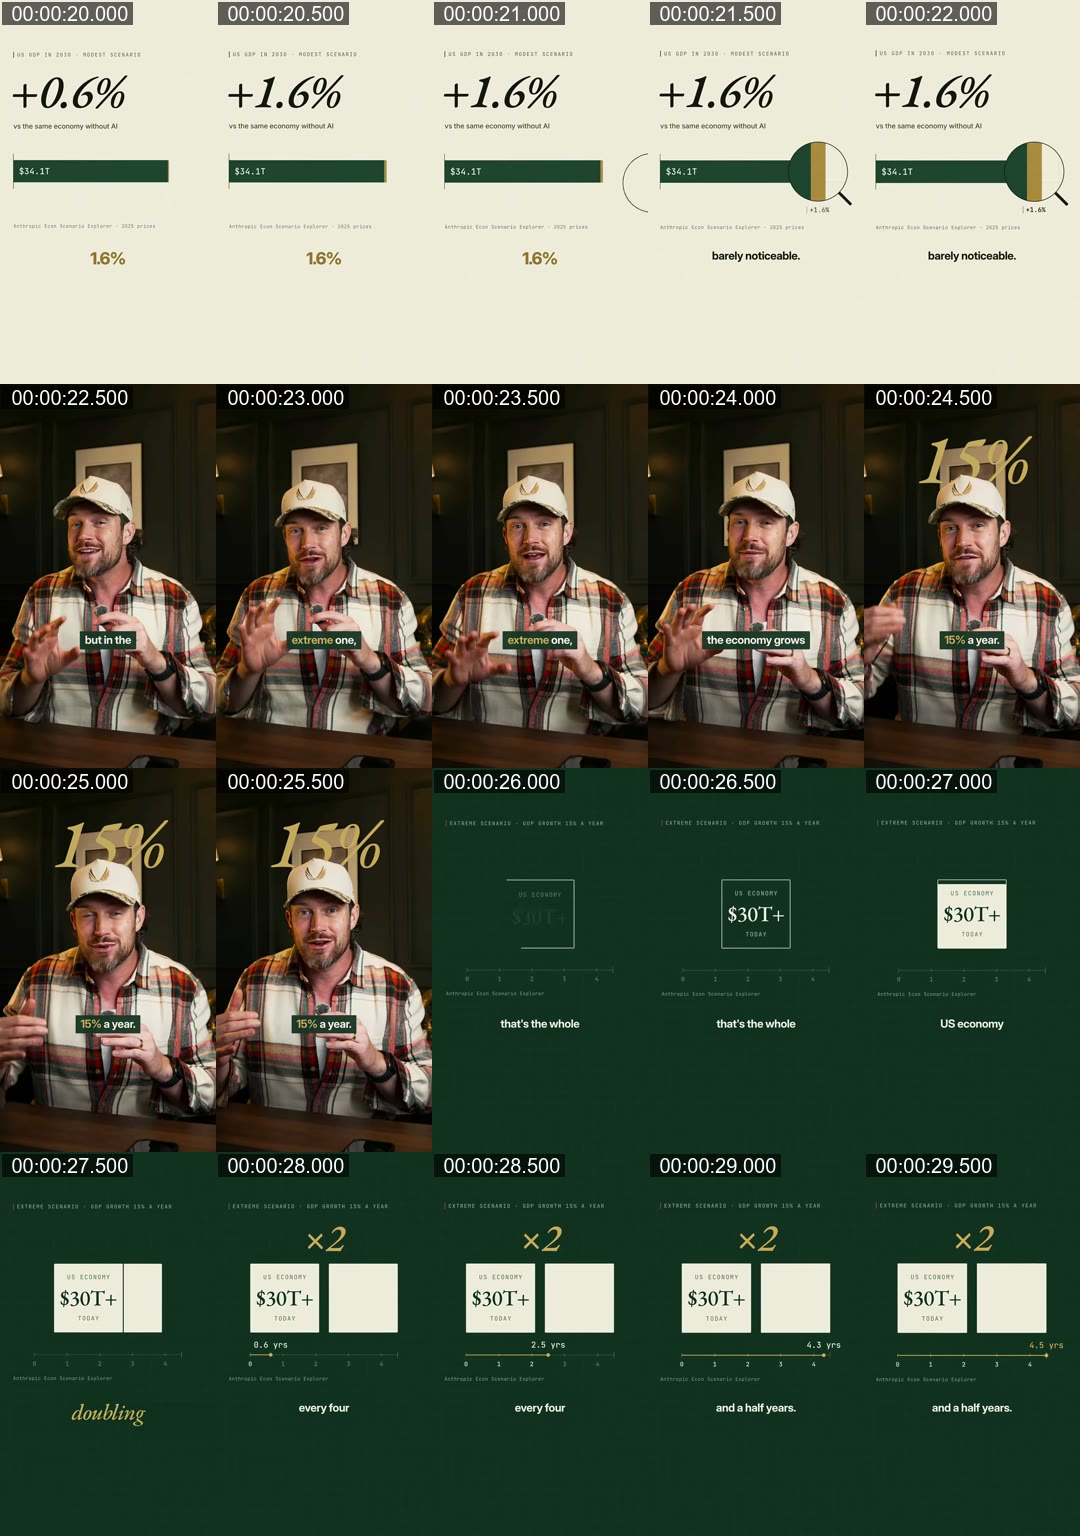 00:00:20.000
US GDP IN 2030 · MODEST SCENARIO
+0.6%
vs the same economy without AI
$34.1T
Anthropic Econ Scenario Explorer · 2025 prices
1.6%
00:00:20.500
US GDP IN 2030 · MODEST SCENARIO
+1.6%
vs the same economy without AI
$34.1T
Anthropic Econ Scenario Explorer · 2025 prices
1.6%
00:00:21.000
US GDP IN 2030 · MODEST SCENARIO
+1.6%
vs the same economy without AI
$34.1T
Anthropic Econ Scenario Explorer · 2025 prices
1.6%
00:00:21.500
US GDP IN 2030 · MODEST SCENARIO
+1.6%
vs the same economy without AI
$34.1T
+1.6%
Anthropic Econ Scenario Explorer · 2025 prices
barely noticeable.
00:00:22.000
US GDP IN 2030 · MODEST SCENARIO
+1.6%
vs the same economy without AI
$34.1T
+1.6%
Anthropic Econ Scenario Explorer · 2025 prices
barely noticeable.
00:00:22.500
but in the
00:00:23.000
extreme one,
00:00:23.500
extreme one,
00:00:24.000
the economy grows
00:00:24.500
15%
15% a year.
00:00:25.000
15%
15% a year.
00:00:25.500
15%
15% a year.
00:00:26.000
EXTREME SCENARIO · GDP GROWTH 15% A YEAR
US ECONOMY
$30T+
0 1 2 3 4
Anthropic Econ Scenario Explorer
that's the whole
00:00:26.500
EXTREME SCENARIO · GDP GROWTH 15% A YEAR
US ECONOMY
$30T+
TODAY
0 1 2 3 4
Anthropic Econ Scenario Explorer
that's the whole
00:00:27.000
EXTREME SCENARIO · GDP GROWTH 15% A YEAR
US ECONOMY
$30T+
TODAY
0 1 2 3 4
Anthropic Econ Scenario Explorer
US economy
00:00:27.500
EXTREME SCENARIO · GDP GROWTH 15% A YEAR
US ECONOMY
$30T+
TODAY
0 1 2 3 4
Anthropic Econ Scenario Explorer
doubling
00:00:28.000
EXTREME SCENARIO · GDP GROWTH 15% A YEAR
×2
US ECONOMY
$30T+
TODAY
0.6 yrs
0 1 2 3 4
Anthropic Econ Scenario Explorer
every four
00:00:28.500
EXTREME SCENARIO · GDP GROWTH 15% A YEAR
×2
US ECONOMY
$30T+
TODAY
2.5 yrs
0 1 2 3 4
Anthropic Econ Scenario Explorer
every four
00:00:29.000
EXTREME SCENARIO · GDP GROWTH 15% A YEAR
×2
US ECONOMY
$30T+
TODAY
4.3 yrs
0 1 2 3 4
Anthropic Econ Scenario Explorer
and a half years.
00:00:29.500
EXTREME SCENARIO · GDP GROWTH 15% A YEAR
×2
US ECONOMY
$30T+
TODAY
4.5 yrs
0 1 2 3 4
Anthropic Econ Scenario Explorer
and a half years.